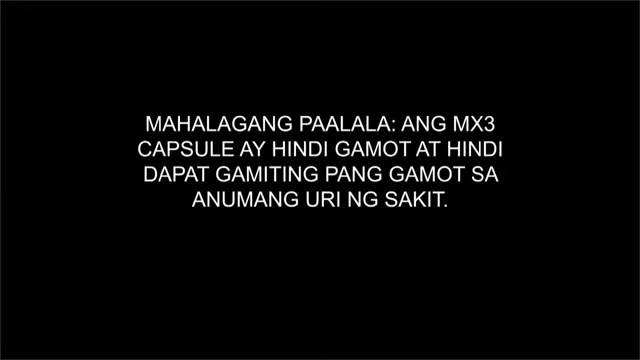 MAHALAGANG PAALALA: ANG MX3
CAPSULE AY HINDI GAMOT AT HINDI
DAPAT GAMITING PANG GAMOT SA
ANUMANG URI NG SAKIT.